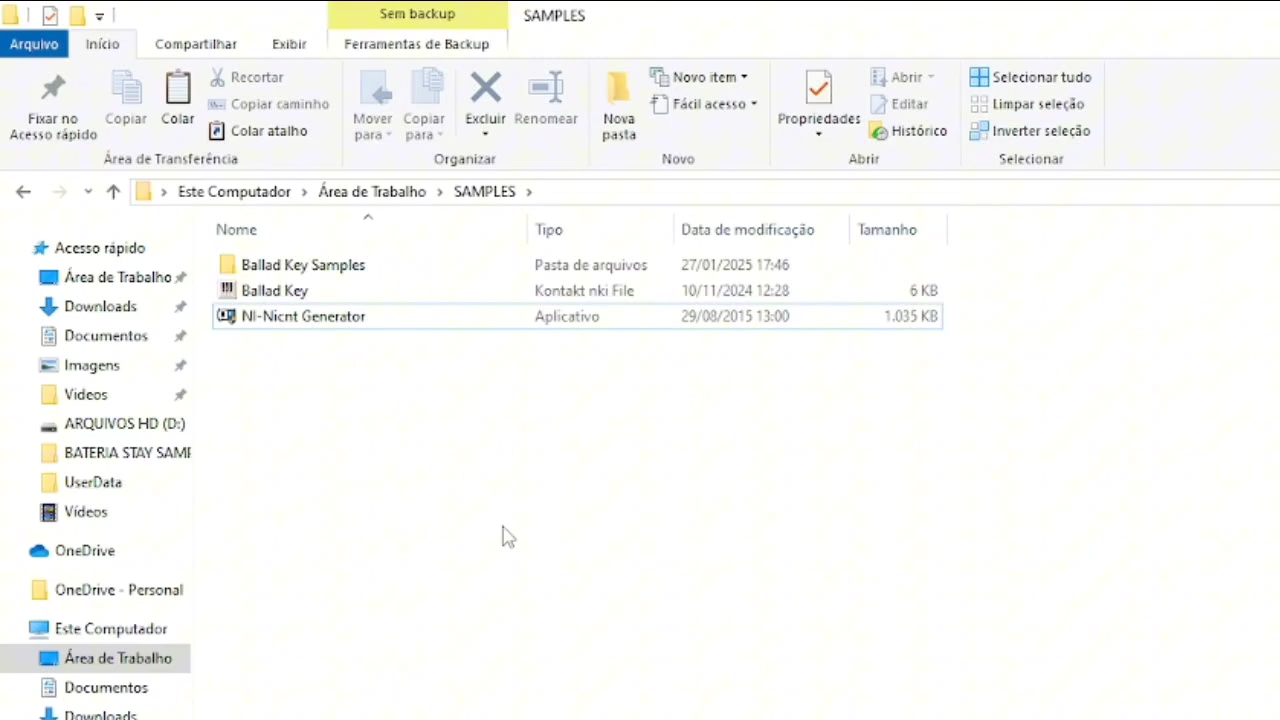 Sem backup
SAMPLES
Arquivo
Início
Compartilhar
Exibir
Ferramentas de Backup
Fixar no
Acesso rápido
Copiar
Colar
Recortar
Copiar caminho
Colar atalho
Área de Transferência
Mover
para
Copiar
para
Excluir
Renomear
Organizar
Nova
pasta
Novo item
Fácil acesso
Novo
Propriedades
Abrir
Editar
Histórico
Abrir
Selecionar tudo
Limpar seleção
Inverter seleção
Selecionar
Este Computador > Área de Trabalho > SAMPLES >
Nome Tipo Data de modificação Tamanho
Ballad Key Samples Pasta de arquivos 27/01/2025 17:46
Ballad Key Kontakt nki File 10/11/2024 12:28 6 KB
NI-Nicnt Generator Aplicativo 29/08/2015 13:00 1.035 KB
Acesso rápido
Área de Trabalho
Downloads
Documentos
Imagens
Videos
ARQUIVOS HD (D:)
BATERIA STAY SAMP
UserData
Vídeos
OneDrive
OneDrive - Personal
Este Computador
Área de Trabalho
Documentos
Downloads